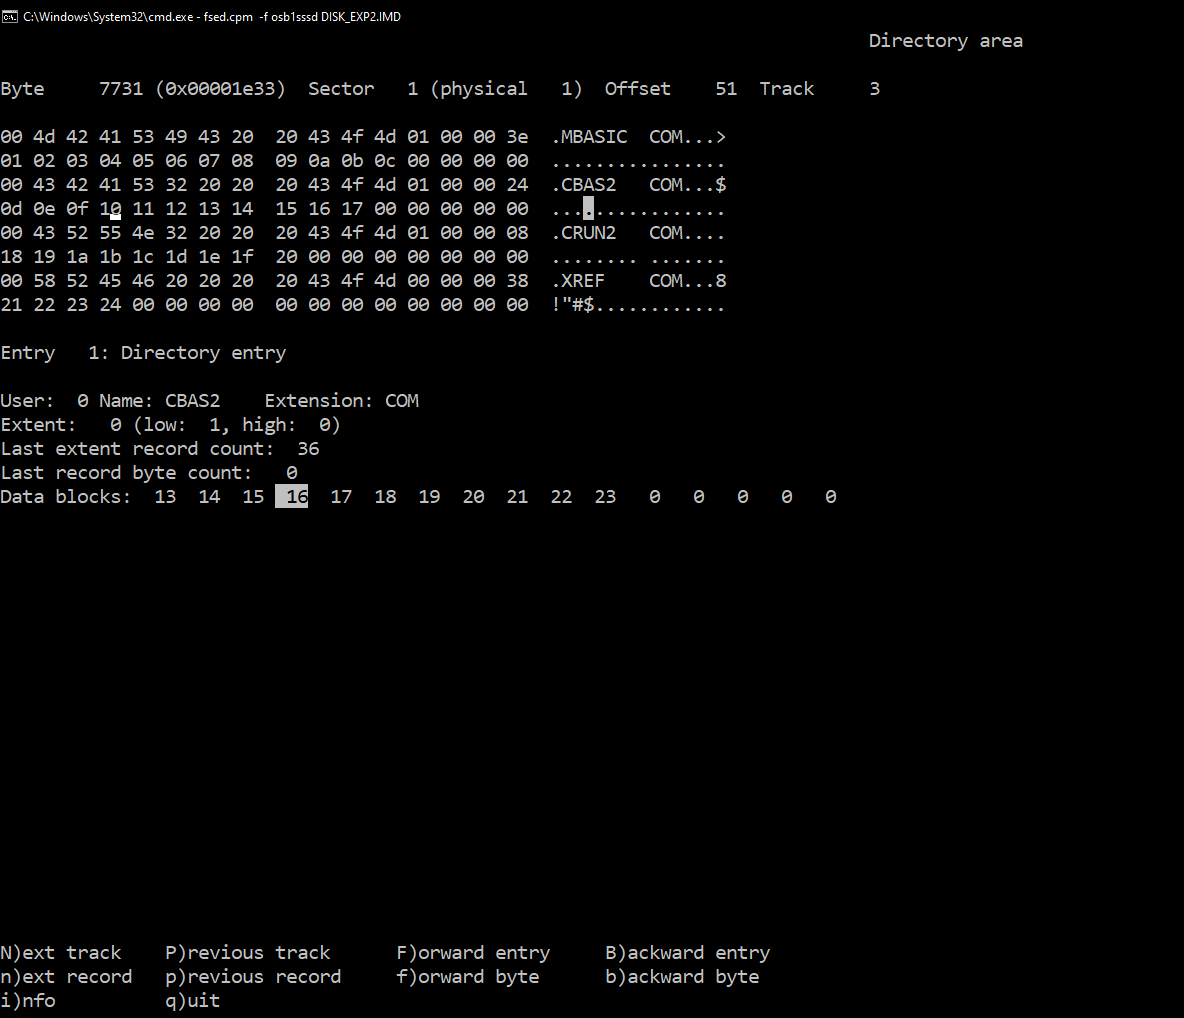 C:\Windows\System32\cmd.exe - fsed.cpm  -f osb1sssd DISK_EXP2.IMD
Directory area
Byte     7731 (0x00001e33)  Sector   1 (physical   1)  Offset    51  Track     3
00 4d 42 41 53 49 43 20  20 43 4f 4d 01 00 00 3e  .MBASIC  COM...>
01 02 03 04 05 06 07 08  09 0a 0b 0c 00 00 00 00  ................
00 43 42 41 53 32 20 20  20 43 4f 4d 01 00 00 24  .CBAS2   COM...$
0d 0e 0f 10 11 12 13 14  15 16 17 00 00 00 00 00  ................
00 43 52 55 4e 32 20 20  20 43 4f 4d 01 00 00 08  .CRUN2   COM....
18 19 1a 1b 1c 1d 1e 1f  20 00 00 00 00 00 00 00  ........ .......
00 58 52 45 46 20 20 20  20 43 4f 4d 00 00 00 38  .XREF    COM...8
21 22 23 24 00 00 00 00  00 00 00 00 00 00 00 00  !"#$............
Entry   1: Directory entry
User:  0 Name: CBAS2    Extension: COM
Extent:   0 (low:  1, high:  0)
Last extent record count:  36
Last record byte count:   0
Data blocks:  13  14  15  16  17  18  19  20  21  22  23   0   0   0   0   0
N)ext track    P)revious track      F)orward entry     B)ackward entry
n)ext record   p)revious record     f)orward byte      b)ackward byte
i)nfo          q)uit